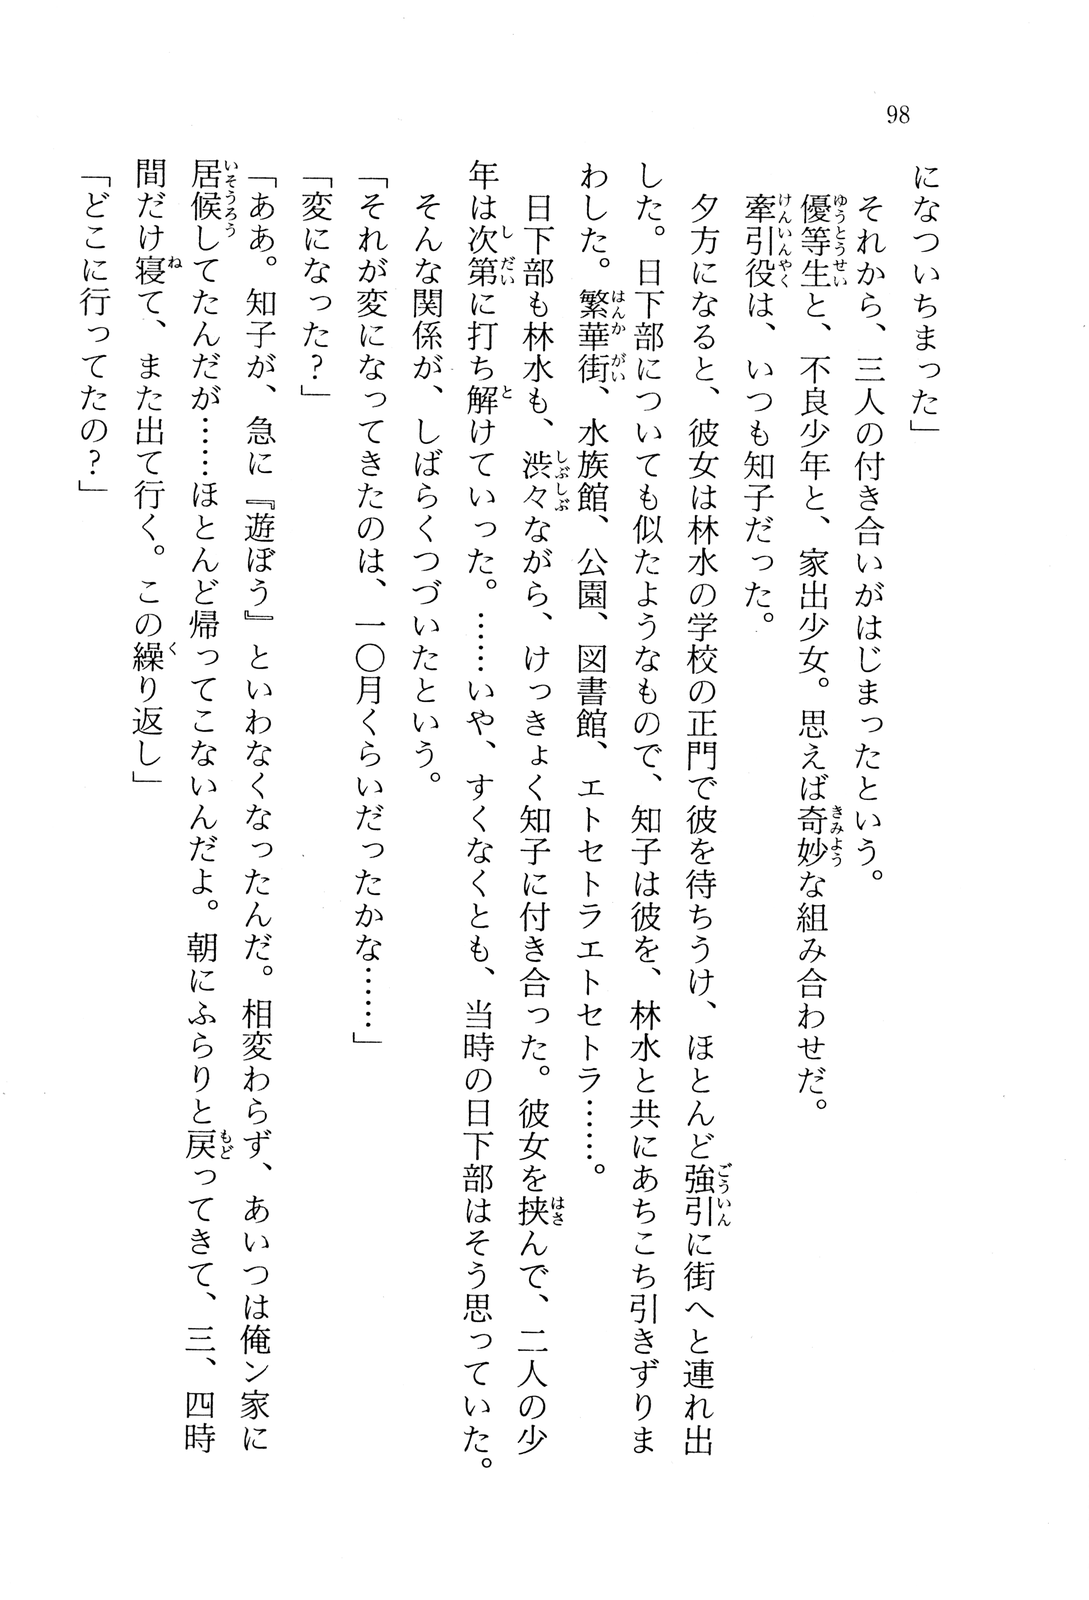 98
になついちまった」
それから、三人の付き合いがはじまったという。
優等生と、不良少年と、家出少女。思えば奇妙な組み合わせだ。
牽引役は、いつも知子だった。
夕方になると、彼女は林水の学校の正門で彼を待ちうけ、ほとんど強引に街へと連れ出
した。日下部についても似たようなもので、知子は彼を、林水と共にあちこち引きずりま
わした。繁華街、水族館、公園、図書館、エトセトラエトセトラ……。
日下部も林水も、渋々ながら、けっきょく知子に付き合った。彼女を挟んで、二人の少
年は次第に打ち解けていった。……いや、すくなくとも、当時の日下部はそう思っていた。
そんな関係が、しばらくつづいたという。
「それが変になってきたのは、一〇月くらいだったかな……」
「変になった？」
「ああ。知子が、急に『遊ぼう』といわなくなったんだ。相変わらず、あいつは俺ン家に
居候してたんだが……ほとんど帰ってこないんだよ。朝にふらりと戻ってきて、三、四時
間だけ寝て、また出て行く。この繰り返し」
「どこに行ってたの？」